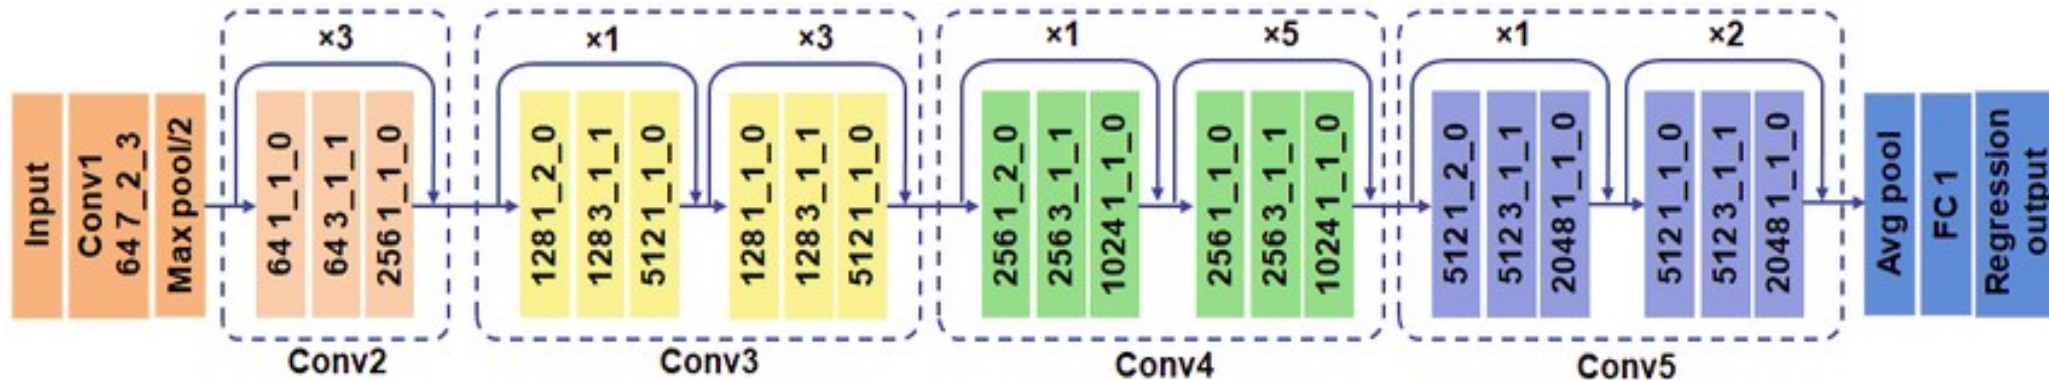 Input
Conv1
64 7_2_3
Max pool/2
×3
64 1_1_0
64 3_1_1
256 1_1_0
Conv2
×1
128 1_2_0
128 3_1_1
512 1_1_0
×3
128 1_1_0
128 3_1_1
512 1_1_0
Conv3
×1
256 1_2_0
256 3_1_1
1024 1_1_0
×5
256 1_1_0
256 3_1_1
1024 1_1_0
Conv4
×1
512 1_2_0
512 3_1_1
2048 1_1_0
×2
512 1_1_0
512 3_1_1
2048 1_1_0
Conv5
Avg pool
FC 1
Regression
output